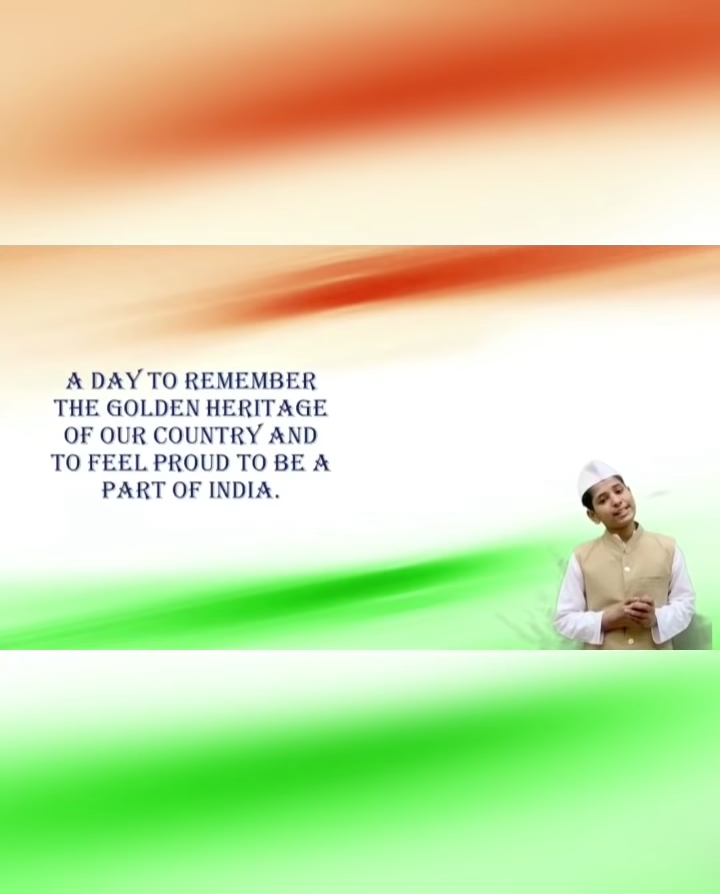 A DAY TO REMEMBER
THE GOLDEN HERITAGE
OF OUR COUNTRY AND
TO FEEL PROUD TO BE A
PART OF INDIA.